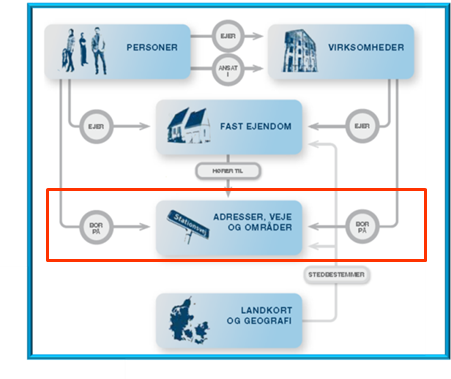 PERSONER
EJER
VIRKSOMHEDER
ANSAT
I
EJER
FAST EJENDOM
EJER
HØRER TIL
BOR
PÅ
Stationsvej
ADRESSER, VEJE
OG OMRÅDER
BOR
PÅ
STEDBESTEMMER
LANDKORT
OG GEOGRAFI